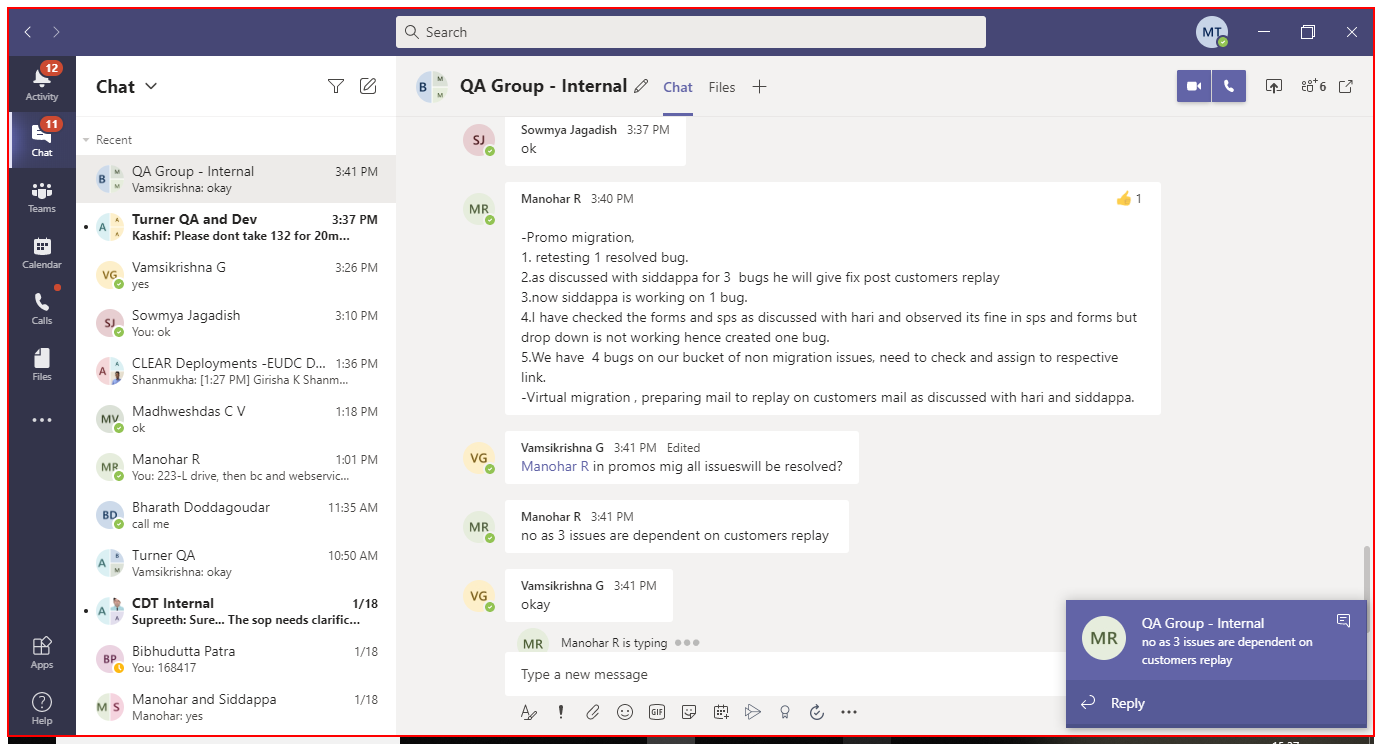 Search
MT
12
Activity
11
Chat
Teams
Calendar
Calls
Files
Apps
Help
Chat
Recent
B M M
QA Group - Internal 3:41 PM
Vamsikrishna: okay
A A A
Turner QA and Dev 3:37 PM
Kashif: Please dont take 132 for 20m...
VG
Vamsikrishna G 3:26 PM
yes
SJ
Sowmya Jagadish 3:10 PM
You: ok
A A
CLEAR Deployments -EUDC D... 1:36 PM
Shanmukha: [1:27 PM] Girisha K Shanm...
MV
Madhweshdas C V 1:18 PM
ok
MR
Manohar R 1:01 PM
You: 223-L drive, then bc and webservic...
BD
Bharath Doddagoudar 11:35 AM
call me
A B M
Turner QA 10:50 AM
Vamsikrishna: okay
A A
CDT Internal 1/18
Supreeth: Sure... The sop needs clarific...
BP
Bibhudutta Patra 1/18
You: 168417
M S
Manohar and Siddappa 1/18
Manohar: yes
B M M
QA Group - Internal Chat Files
6
SJ
Sowmya Jagadish 3:37 PM
ok
MR
Manohar R 3:40 PM
1
-Promo migration,
1. retesting 1 resolved bug.
2.as discussed with siddappa for 3 bugs he will give fix post customers replay
3.now siddappa is working on 1 bug.
4.I have checked the forms and sps as discussed with hari and observed its fine in sps and forms but
drop down is not working hence created one bug.
5.We have 4 bugs on our bucket of non migration issues, need to check and assign to respective
link.
-Virtual migration , preparing mail to replay on customers mail as discussed with hari and siddappa.
VG
Vamsikrishna G 3:41 PM Edited
Manohar R in promos mig all issueswill be resolved?
MR
Manohar R 3:41 PM
no as 3 issues are dependent on customers replay
VG
Vamsikrishna G 3:41 PM
okay
MR
Manohar R is typing
Type a new message
GIF
MR
QA Group - Internal
no as 3 issues are dependent on
customers replay
Reply